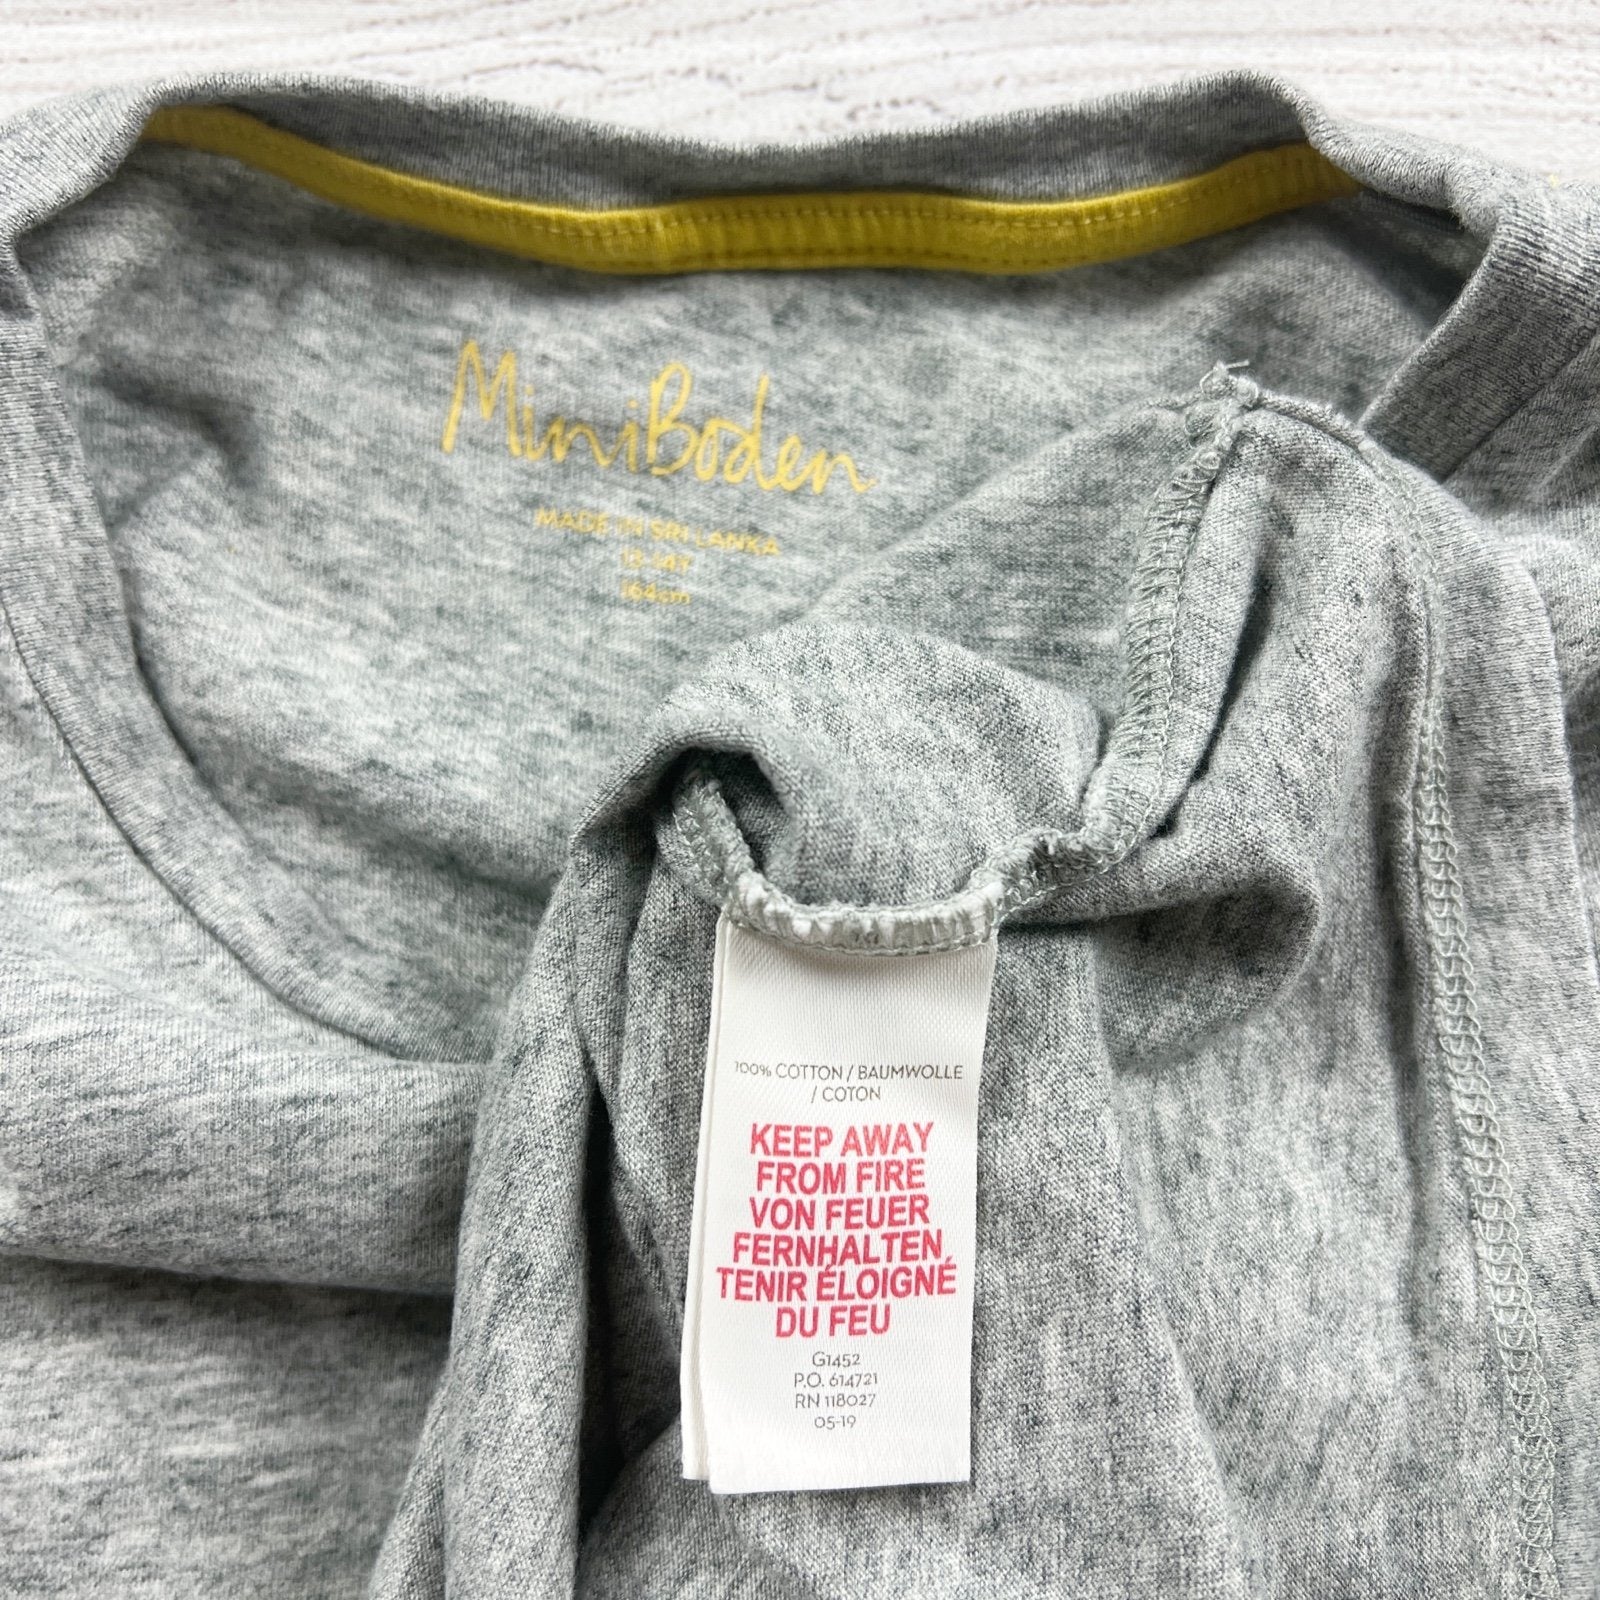 MiniBoden
MADE IN SRI LANKA
13-14Y
164cm
100% COTTON / BAUMWOLLE
/ COTON
KEEP AWAY
FROM FIRE
VON FEUER
FERNHALTEN
TENIR ÉLOIGNÉ
DU FEU
G1452
P.O. 614721
RN 118027
05-19